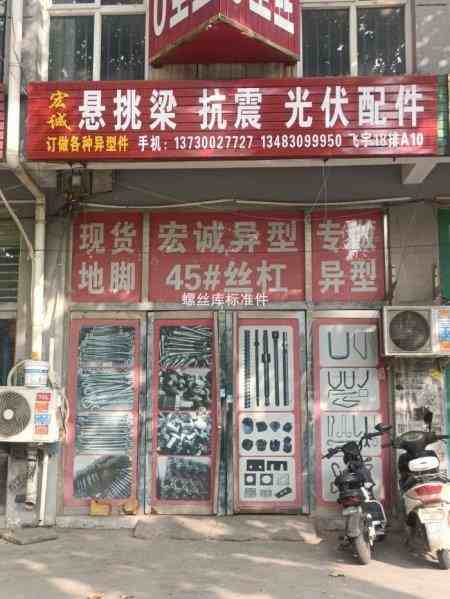 宏诚
悬挑梁 抗震 光伏配件
订做各种异型件 手机：13730027727 13483099950 飞宇18排A10
现货 宏诚异型 专做
地脚 45#丝杠 异型
螺丝库标准件